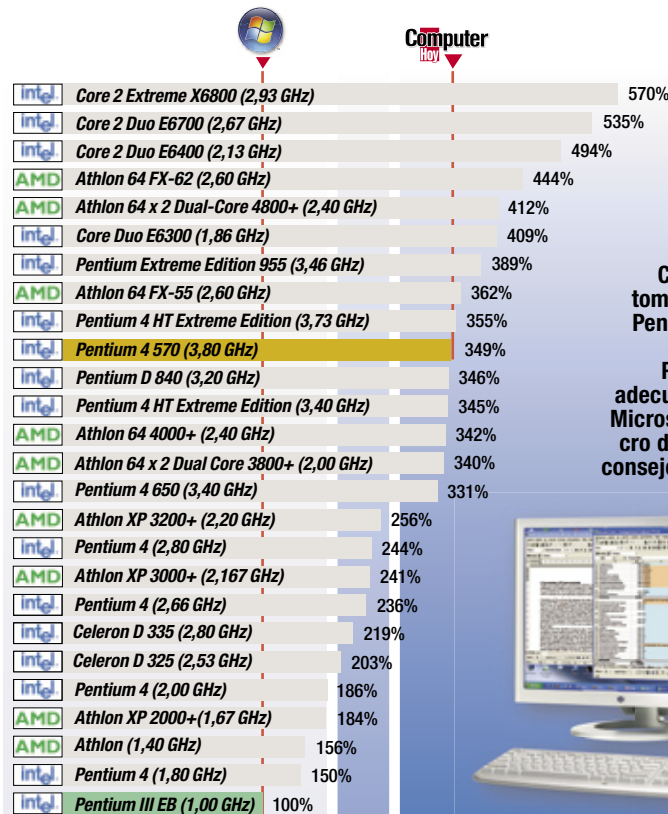 Computer
Hoy
intel Core 2 Extreme X6800 (2,93 GHz) 570%
intel Core 2 Duo E6700 (2,67 GHz) 535%
intel Core 2 Duo E6400 (2,13 GHz) 494%
AMD Athlon 64 FX-62 (2,60 GHz) 444%
AMD Athlon 64 x 2 Dual-Core 4800+ (2,40 GHz) 412%
intel Core Duo E6300 (1,86 GHz) 409%
intel Pentium Extreme Edition 955 (3,46 GHz) 389%
AMD Athlon 64 FX-55 (2,60 GHz) 362%
intel Pentium 4 HT Extreme Edition (3,73 GHz) 355%
intel Pentium 4 570 (3,80 GHz) 349%
intel Pentium D 840 (3,20 GHz) 346%
intel Pentium 4 HT Extreme Edition (3,40 GHz) 345%
AMD Athlon 64 4000+ (2,40 GHz) 342%
AMD Athlon 64 x 2 Dual Core 3800+ (2,00 GHz) 340%
intel Pentium 4 650 (3,40 GHz) 331%
AMD Athlon XP 3200+ (2,20 GHz) 256%
intel Pentium 4 (2,80 GHz) 244%
AMD Athlon XP 3000+ (2,167 GHz) 241%
intel Pentium 4 (2,66 GHz) 236%
intel Celeron D 335 (2,80 GHz) 219%
intel Celeron D 325 (2,53 GHz) 203%
intel Pentium 4 (2,00 GHz) 186%
AMD Athlon XP 2000+(1,67 GHz) 184%
AMD Athlon (1,40 GHz) 156%
intel Pentium 4 (1,80 GHz) 150%
intel Pentium III EB (1,00 GHz) 100%
C
tom
Pen
P
adecu
Micros
cro d
consej